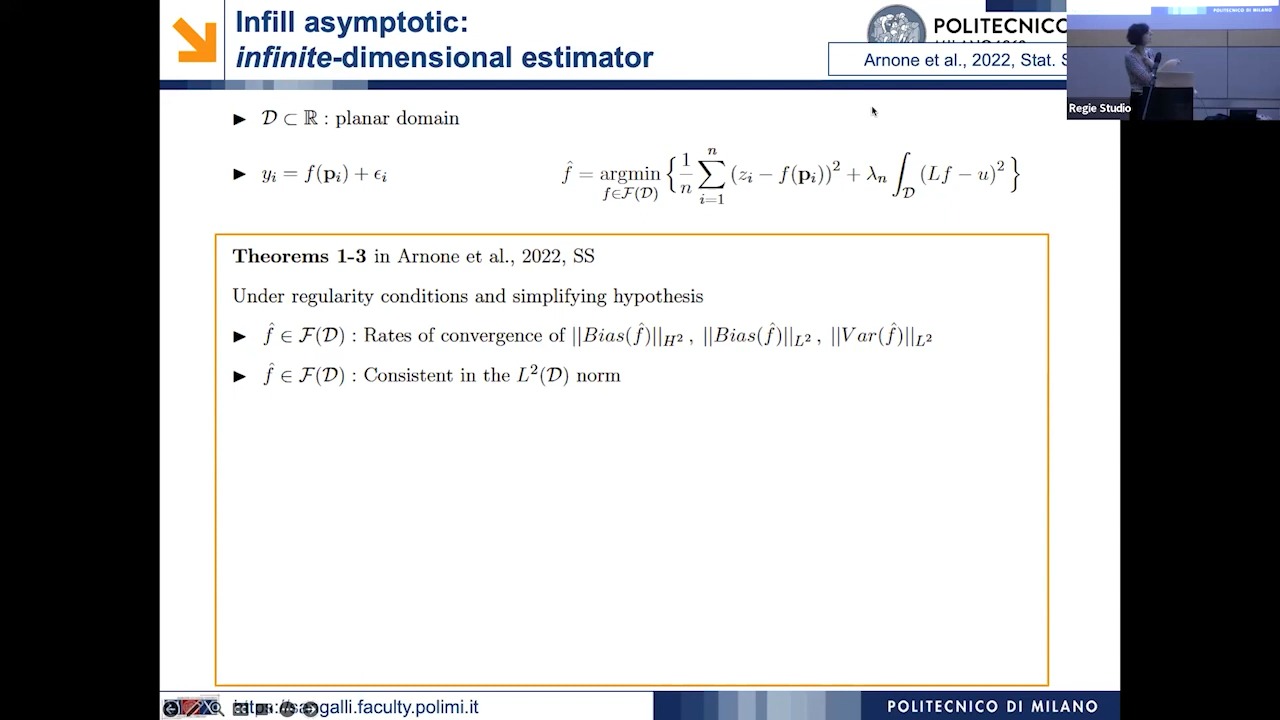 Infill asymptotic:
infinite-dimensional estimator
POLITECNICO
Arnone et al., 2022, Stat. S
POLITECNICO DI MILANO
Regie Studio
▶ 𝒟 ⊂ ℝ : planar domain
▶ yᵢ = f(𝐩ᵢ) + ϵᵢ
f̂ = argmin_{f∈ℱ(𝒟)} { 1/n ∑_{i=1}^{n} (zᵢ − f(𝐩ᵢ))² + λₙ ∫_𝒟 (Lf − u)² }
Theorems 1-3 in Arnone et al., 2022, SS
Under regularity conditions and simplifying hypothesis
▶ f̂ ∈ ℱ(𝒟) : Rates of convergence of ||Bias(f̂)||_{H²} , ||Bias(f̂)||_{L²} , ||Var(f̂)||_{L²}
▶ f̂ ∈ ℱ(𝒟) : Consistent in the L²(𝒟) norm
galli.faculty.polimi.it
POLITECNICO DI MILANO